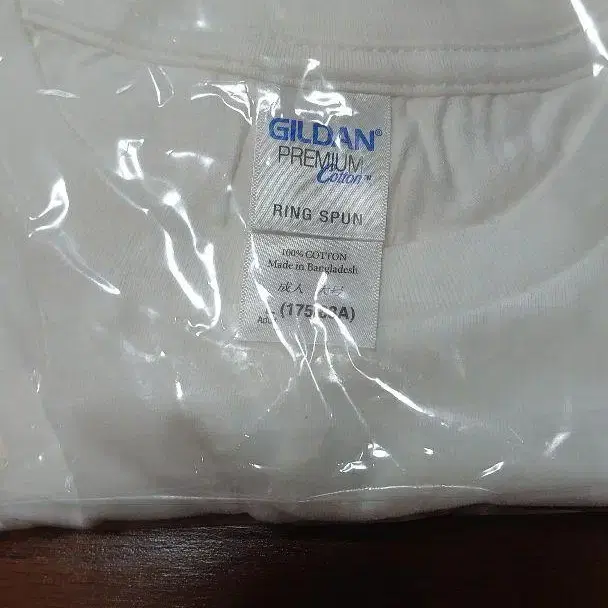 GILDAN®
PREMIUM
Cotton™
RING SPUN
100% COTTON
Made in Bangladesh
成人